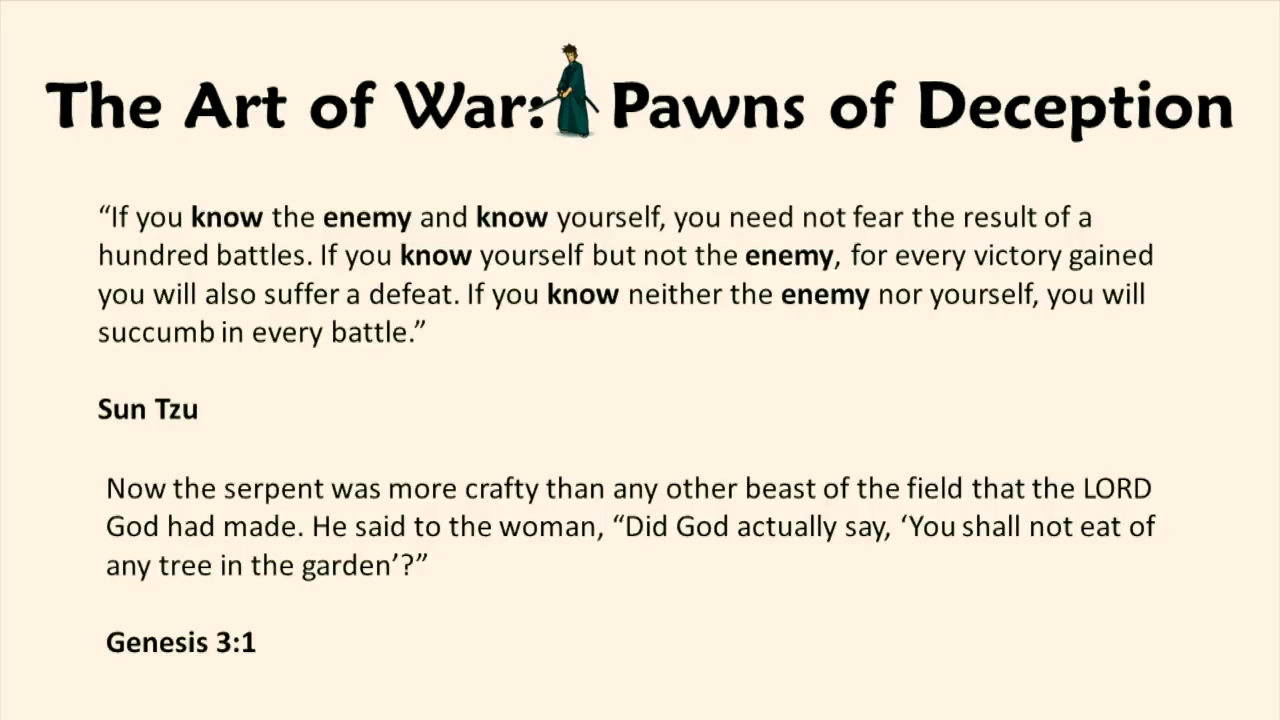 The Art of War: Pawns of Deception
“If you know the enemy and know yourself, you need not fear the result of a
hundred battles. If you know yourself but not the enemy, for every victory gained
you will also suffer a defeat. If you know neither the enemy nor yourself, you will
succumb in every battle.”
Sun Tzu
Now the serpent was more crafty than any other beast of the field that the LORD
God had made. He said to the woman, “Did God actually say, ‘You shall not eat of
any tree in the garden’?”
Genesis 3:1